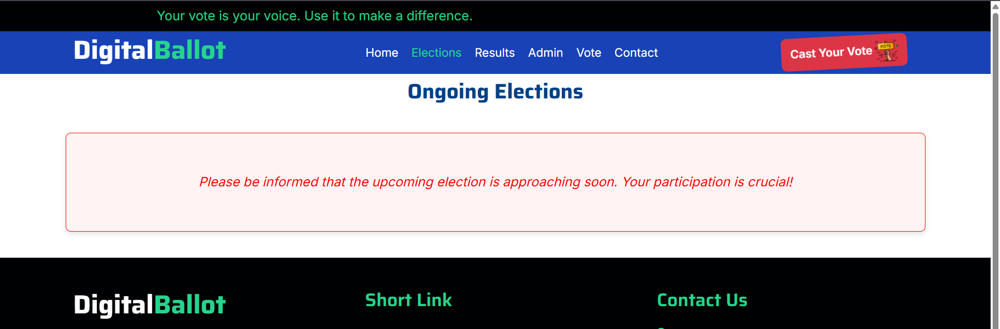 Your vote is your voice. Use it to make a difference.
DigitalBallot
Home Elections Results Admin Vote Contact
Cast Your Vote
VOTE
Ongoing Elections
Please be informed that the upcoming election is approaching soon. Your participation is crucial!
DigitalBallot
Short Link
Contact Us